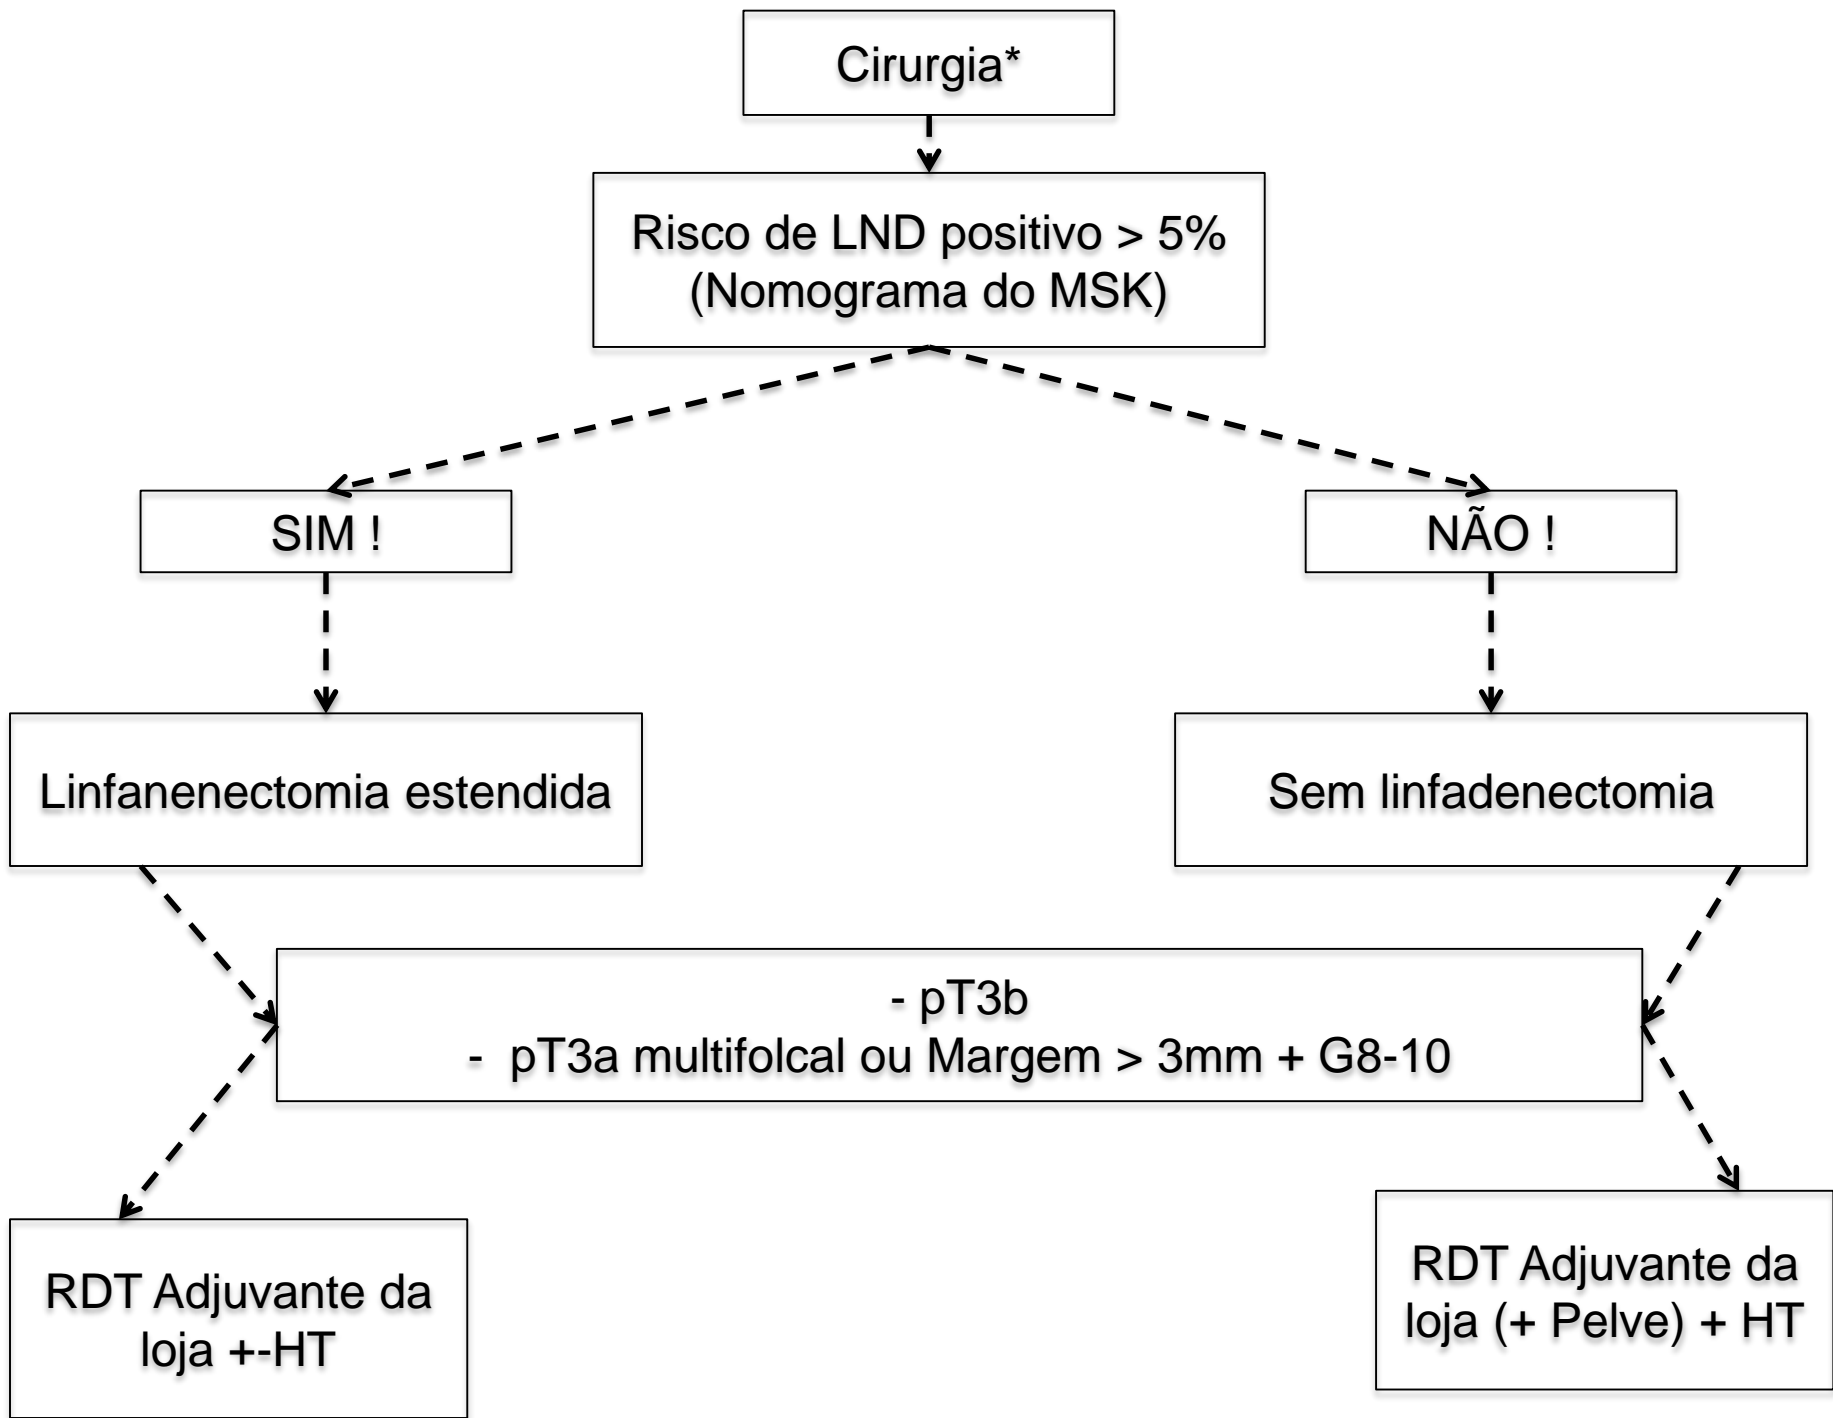 Cirurgia*
Risco de LND positivo > 5%
(Nomograma do MSK)
SIM !
NÃO !
Linfanenectomia estendida
Sem linfadenectomia
- pT3b
- pT3a multifolcal ou Margem > 3mm + G8-10
RDT Adjuvante da
loja +-HT
RDT Adjuvante da
loja (+ Pelve) + HT